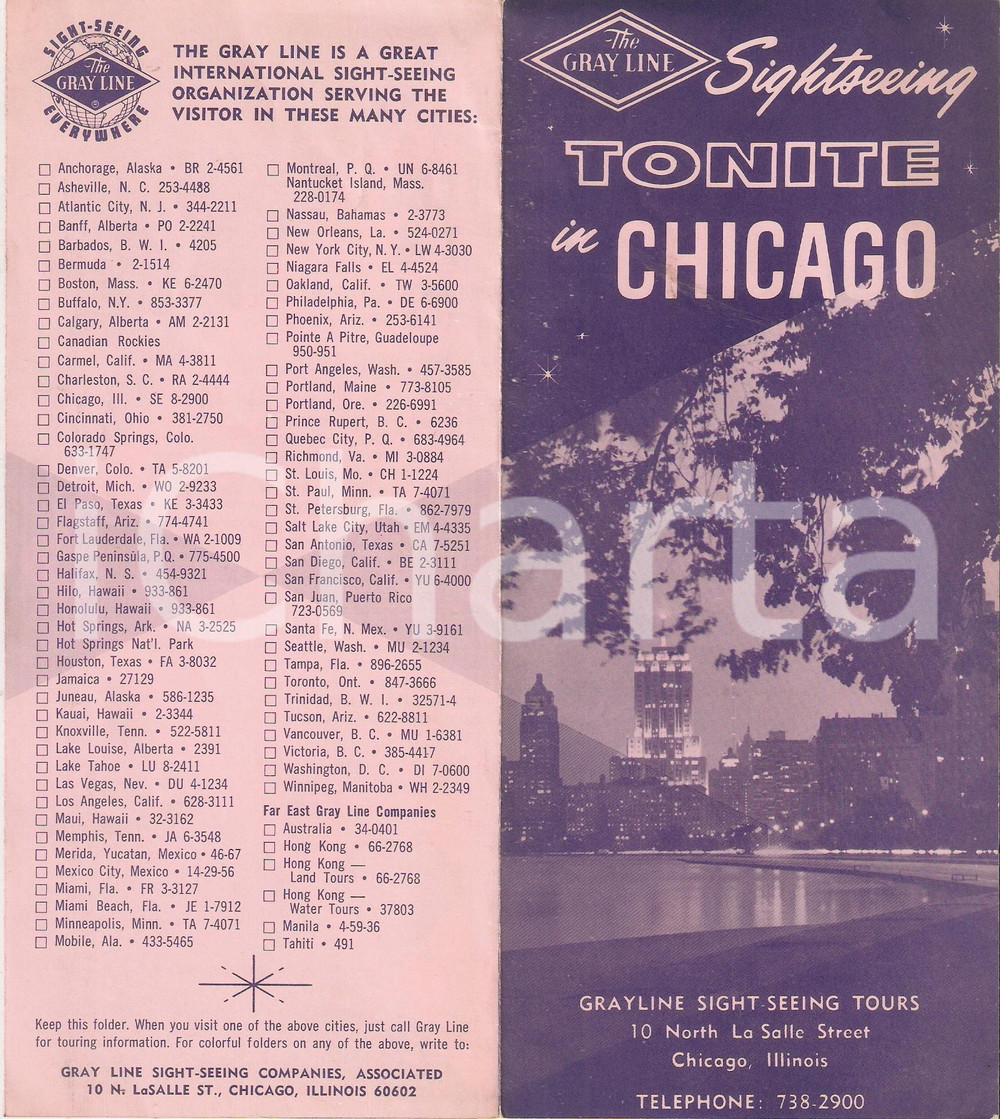 SIGHT-SEEING
The
GRAY LINE
EVERYWHERE
THE GRAY LINE IS A GREAT
INTERNATIONAL SIGHT-SEEING
ORGANIZATION SERVING THE
VISITOR IN THESE MANY CITIES:
Anchorage, Alaska • BR 2-4561
Asheville, N. C. 253-4488
Atlantic City, N. J. • 344-2211
Banff, Alberta • PO 2-2241
Barbados, B. W. I. • 4205
Bermuda • 2-1514
Boston, Mass. • KE 6-2470
Buffalo, N.Y. • 853-3377
Calgary, Alberta • AM 2-2131
Canadian Rockies
Carmel, Calif. • MA 4-3811
Charleston, S. C. • RA 2-4444
Chicago, Ill. • SE 8-2900
Cincinnati, Ohio • 381-2750
Colorado Springs, Colo.
633-1747
Denver, Colo. • TA 5-8201
Detroit, Mich. • WO 2-9233
El Paso, Texas • KE 3-3433
Flagstaff, Ariz. • 774-4741
Fort Lauderdale, Fla. • WA 2-1009
Gaspe Peninsula, P.Q. • 775-4500
Halifax, N. S. • 454-9321
Hilo, Hawaii • 933-861
Honolulu, Hawaii • 933-861
Hot Springs, Ark. • NA 3-2525
Hot Springs Nat'l. Park
Houston, Texas • FA 3-8032
Jamaica • 27129
Juneau, Alaska • 586-1235
Kauai, Hawaii • 2-3344
Knoxville, Tenn. • 522-5811
Lake Louise, Alberta • 2391
Lake Tahoe • LU 8-2411
Las Vegas, Nev. • DU 4-1234
Los Angeles, Calif. • 628-3111
Maui, Hawaii • 32-3162
Memphis, Tenn. • JA 6-3548
Merida, Yucatan, Mexico • 46-67
Mexico City, Mexico • 14-29-56
Miami, Fla. • FR 3-3127
Miami Beach, Fla. • JE 1-7912
Minneapolis, Minn. • TA 7-4071
Mobile, Ala. • 433-5465
Montreal, P. Q. • UN 6-8461
Nantucket Island, Mass.
228-0174
Nassau, Bahamas • 2-3773
New Orleans, La. • 524-0271
New York City, N.Y. • LW 4-3030
Niagara Falls • EL 4-4524
Oakland, Calif. • TW 3-5600
Philadelphia, Pa. • DE 6-6900
Phoenix, Ariz. • 253-6141
Pointe A Pitre, Guadeloupe
950-951
Port Angeles, Wash. • 457-3585
Portland, Maine • 773-8105
Portland, Ore. • 226-6991
Prince Rupert, B. C. • 6236
Quebec City, P. Q. • 683-4964
Richmond, Va. • MI 3-0884
St. Louis, Mo. • CH 1-1224
St. Paul, Minn. • TA 7-4071
St. Petersburg, Fla. • 862-7979
Salt Lake City, Utah • EM 4-4335
San Antonio, Texas • CA 7-5251
San Diego, Calif. • BE 2-3111
San Francisco, Calif. • YU 6-4000
San Juan, Puerto Rico
723-0569
Santa Fe, N. Mex. • YU 3-9161
Seattle, Wash. • MU 2-1234
Tampa, Fla. • 896-2655
Toronto, Ont. • 847-3666
Trinidad, B. W. I. • 32571-4
Tucson, Ariz. • 622-8811
Vancouver, B. C. • MU 1-6381
Victoria, B. C. • 385-4417
Washington, D. C. • DI 7-0600
Winnipeg, Manitoba • WH 2-2349
Far East Gray Line Companies
Australia • 34-0401
Hong Kong • 66-2768
Hong Kong —
Land Tours • 66-2768
Hong Kong —
Water Tours • 37803
Manila • 4-59-36
Tahiti • 491
Keep this folder. When you visit one of the above cities, just call Gray Line
for touring information. For colorful folders on any of the above, write to:
GRAY LINE SIGHT-SEEING COMPANIES, ASSOCIATED
10 N. LaSALLE ST., CHICAGO, ILLINOIS 60602
The
GRAY LINE
Sightseeing
TONITE
in CHICAGO
GRAYLINE SIGHT-SEEING TOURS
10 North La Salle Street
Chicago, Illinois
TELEPHONE: 738-2900